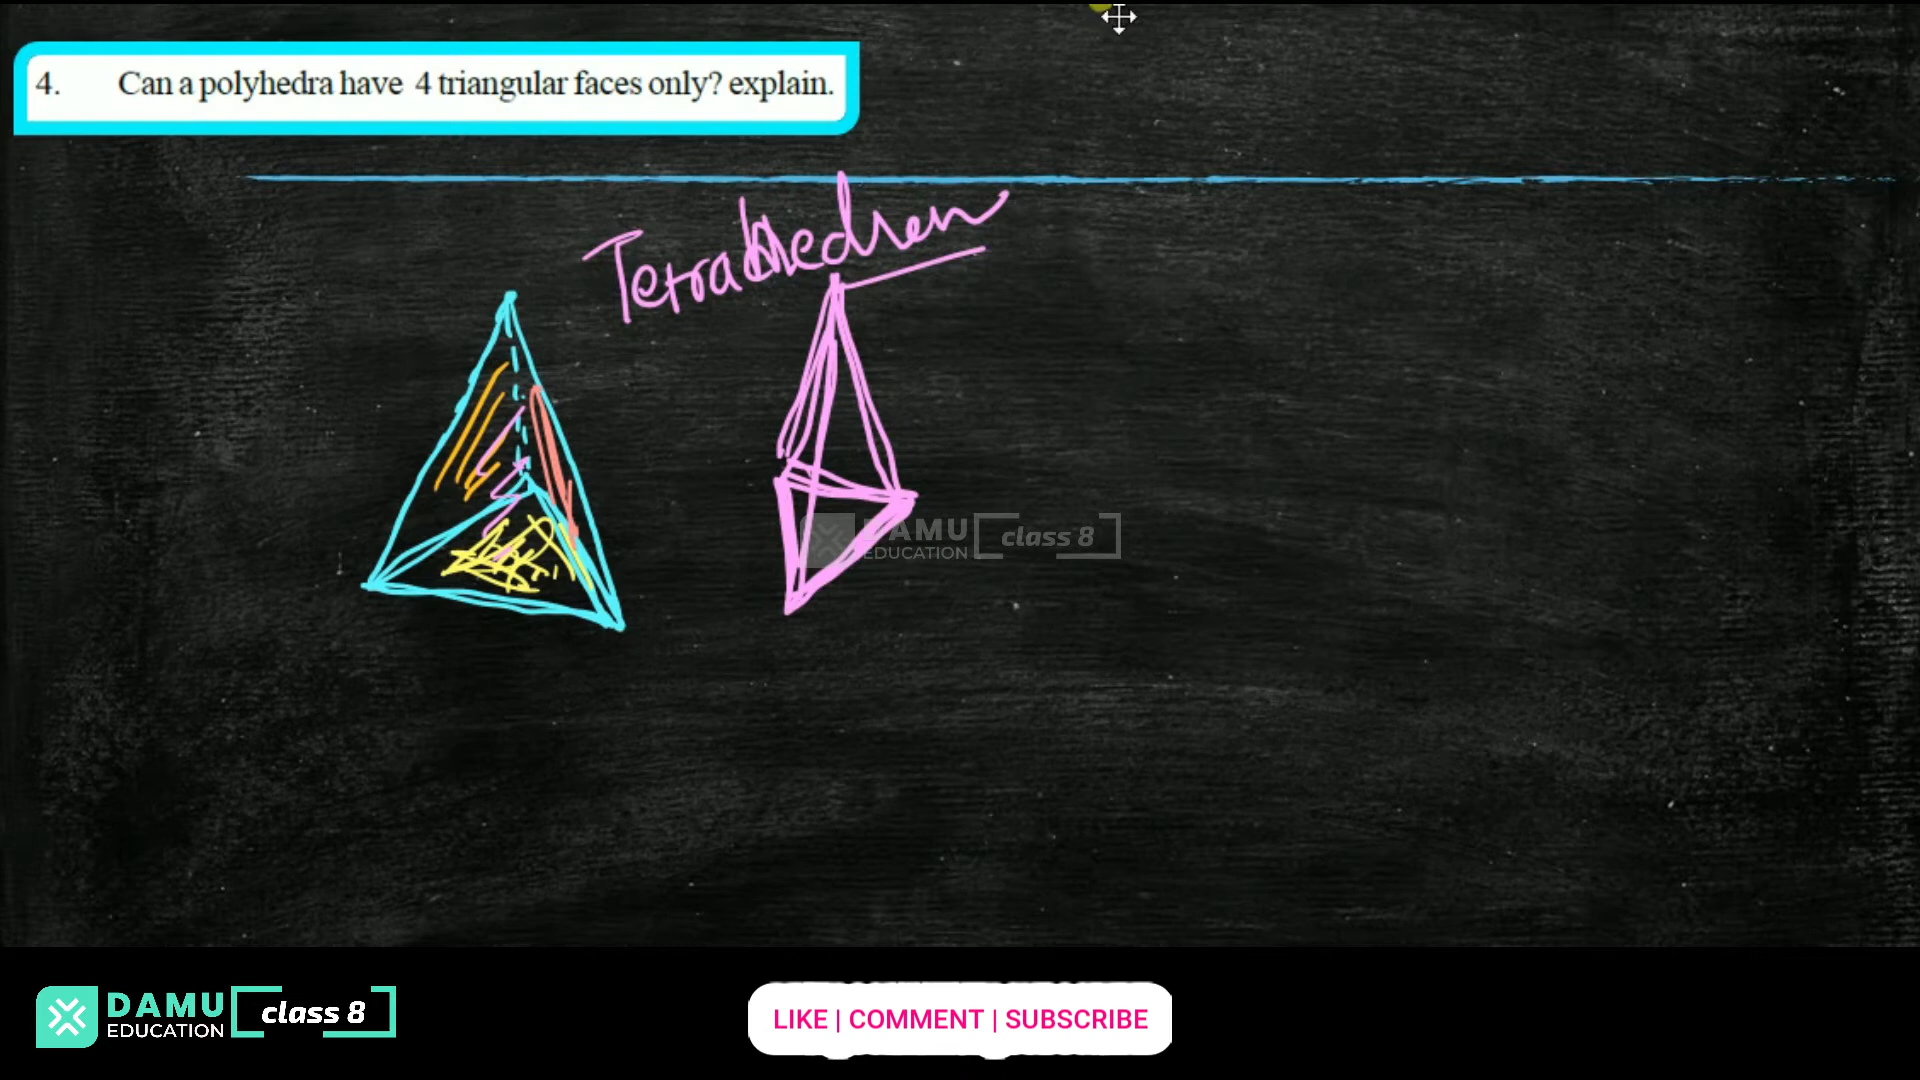 4. Can a polyhedra have 4 triangular faces only? explain.
Tetrahedren
DAMU
EDUCATION
class 8
DAMU
EDUCATION
class 8
LIKE | COMMENT | SUBSCRIBE